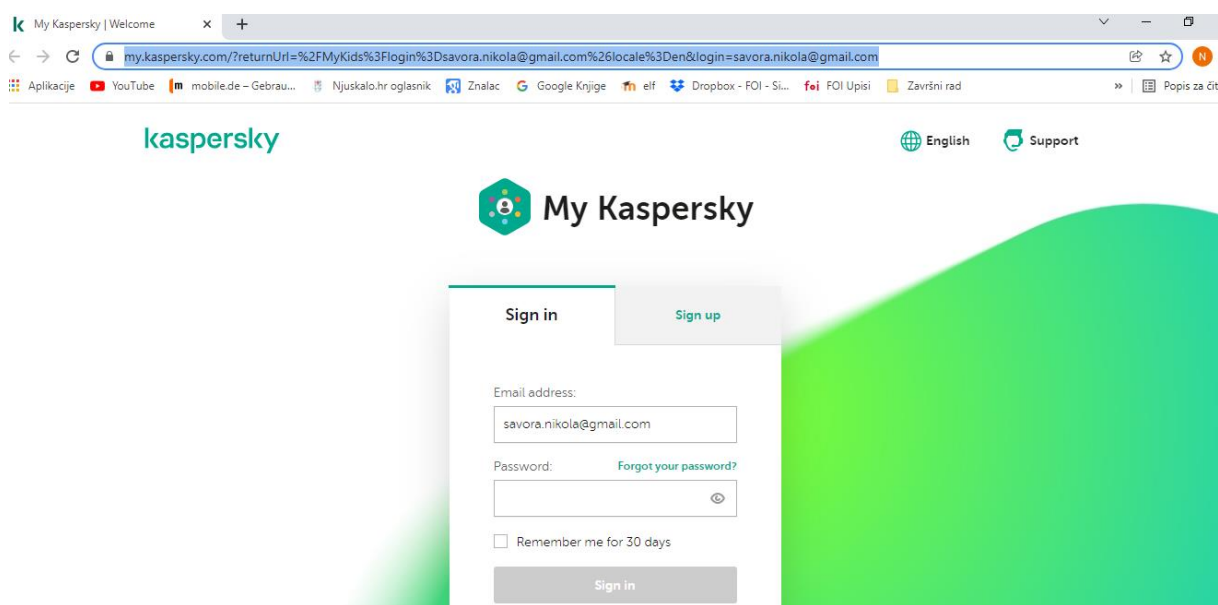 My Kaspersky | Welcome
my.kaspersky.com/?returnUrl=%2FMyKids%3Flogin%3Dsavora.nikola@gmail.com%26locale%3Den&login=savora.nikola@gmail.com
N
Aplikacije YouTube mobile.de – Gebrau... Njuskalo.hr oglasnik Znalac Google Knjige elf Dropbox - FOI - Si... foi FOI Upisi Završni rad » Popis za čit
kaspersky English Support
My Kaspersky
Sign in Sign up
Email address:
savora.nikola@gmail.com
Password: Forgot your password?
Remember me for 30 days
Sign in